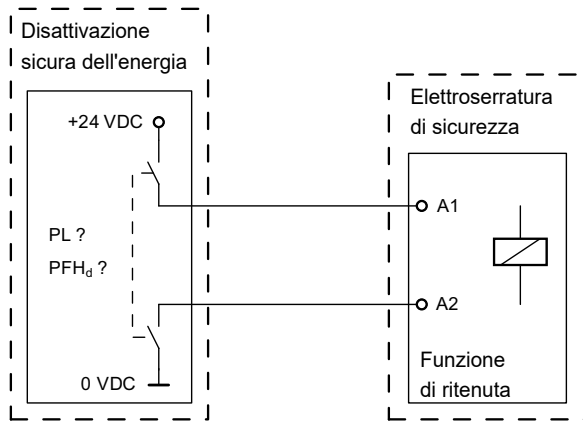 Disattivazione
sicura dell'energia
+24 VDC
PL ?
PFHd ?
0 VDC
Elettroserratura
di sicurezza
A1
A2
Funzione
di ritenuta